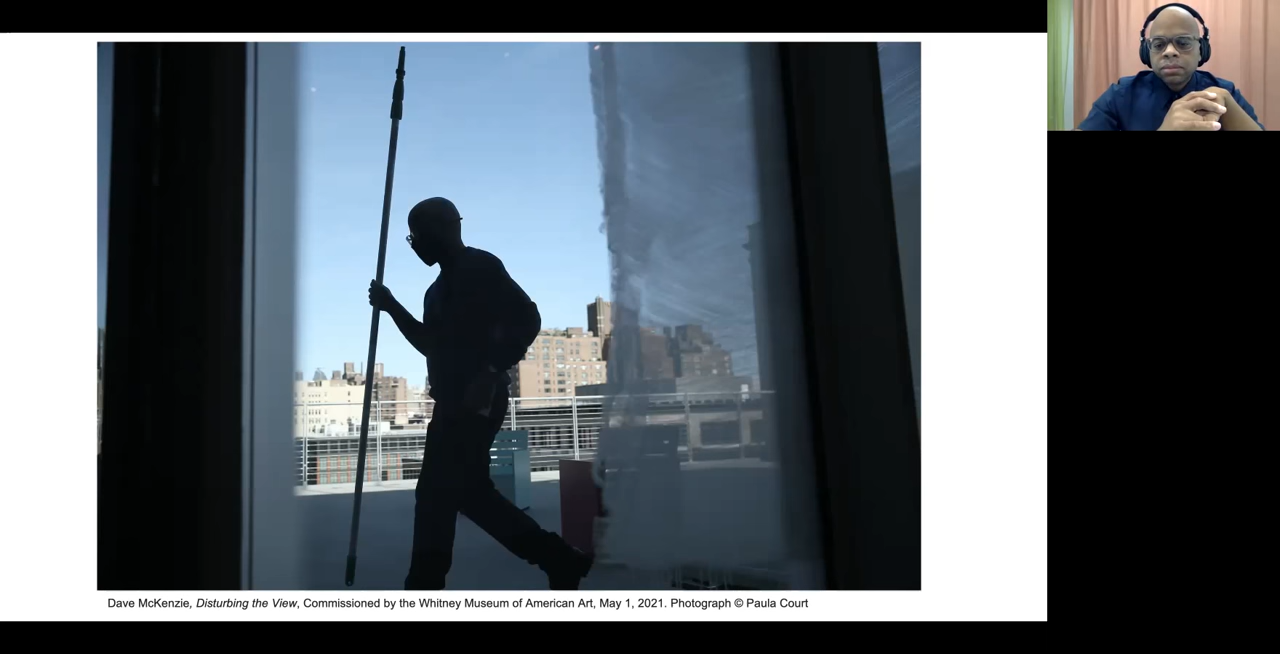 Dave McKenzie, Disturbing the View, Commissioned by the Whitney Museum of American Art, May 1, 2021. Photograph © Paula Court